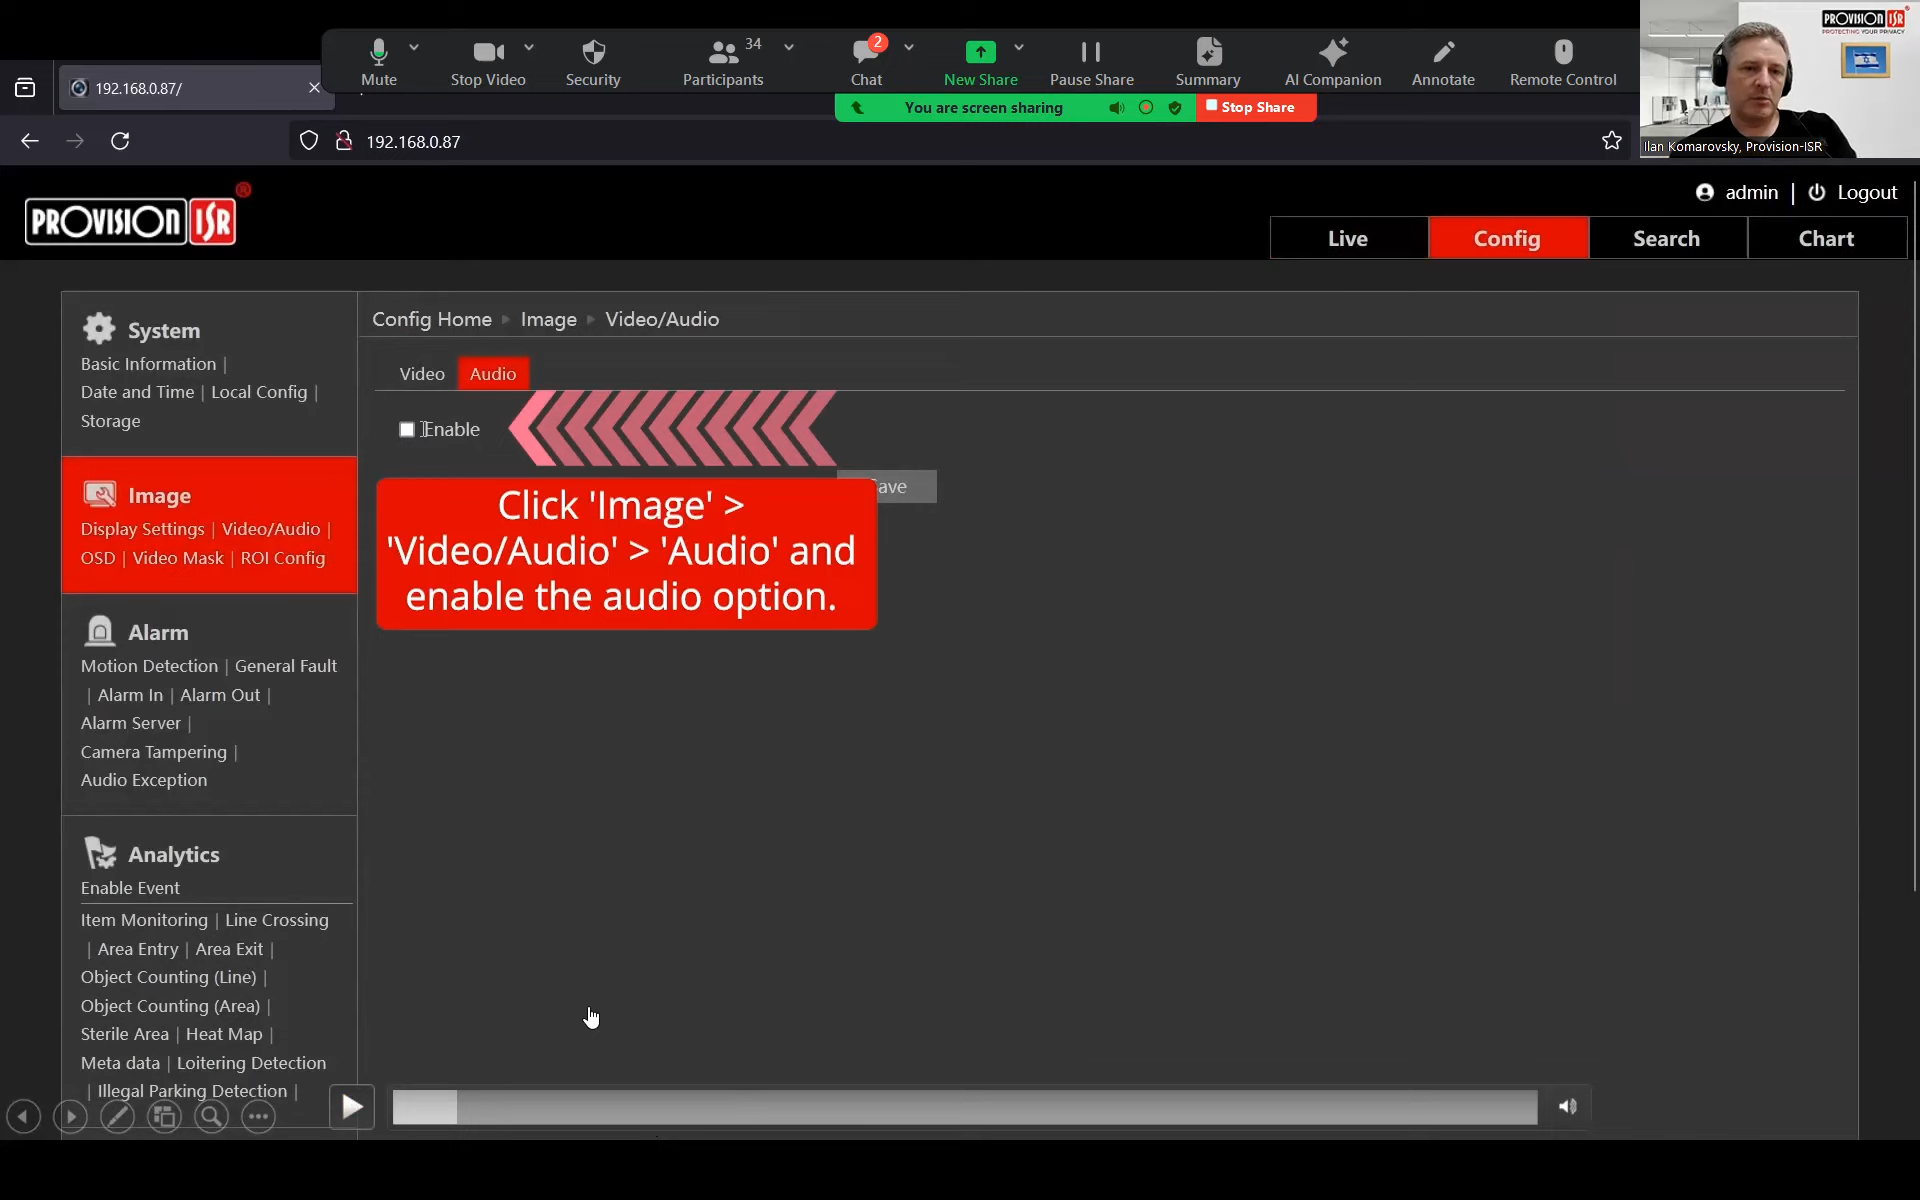 Mute
Stop Video
Security
Participants
34
Chat
2
New Share
Pause Share
Summary
AI Companion
Annotate
Remote Control
You are screen sharing
Stop Share
PROVISION ISR
PROTECTING YOUR PRIVACY
Ilan Komarovsky, Provision-ISR
192.168.0.87/
192.168.0.87
PROVISION ISR
admin | Logout
Live
Config
Search
Chart
System
Basic Information |
Date and Time | Local Config |
Storage
Image
Display Settings | Video/Audio |
OSD | Video Mask | ROI Config
Alarm
Motion Detection | General Fault
| Alarm In | Alarm Out |
Alarm Server |
Camera Tampering |
Audio Exception
Analytics
Enable Event
Item Monitoring | Line Crossing
| Area Entry | Area Exit |
Object Counting (Line) |
Object Counting (Area) |
Sterile Area | Heat Map |
Meta data | Loitering Detection
| Illegal Parking Detection |
Config Home ▸ Image ▸ Video/Audio
Video
Audio
Enable
ave
Click 'Image' >
'Video/Audio' > 'Audio' and
enable the audio option.